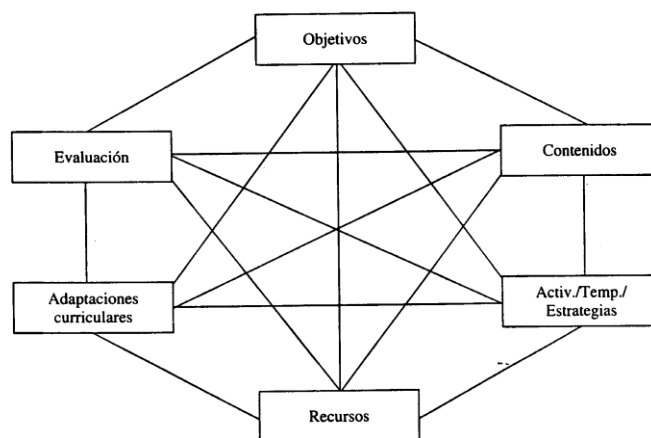 Objetivos
Evaluación
Contenidos
Adaptaciones
curriculares
Activ./Temp./
Estrategias
Recursos